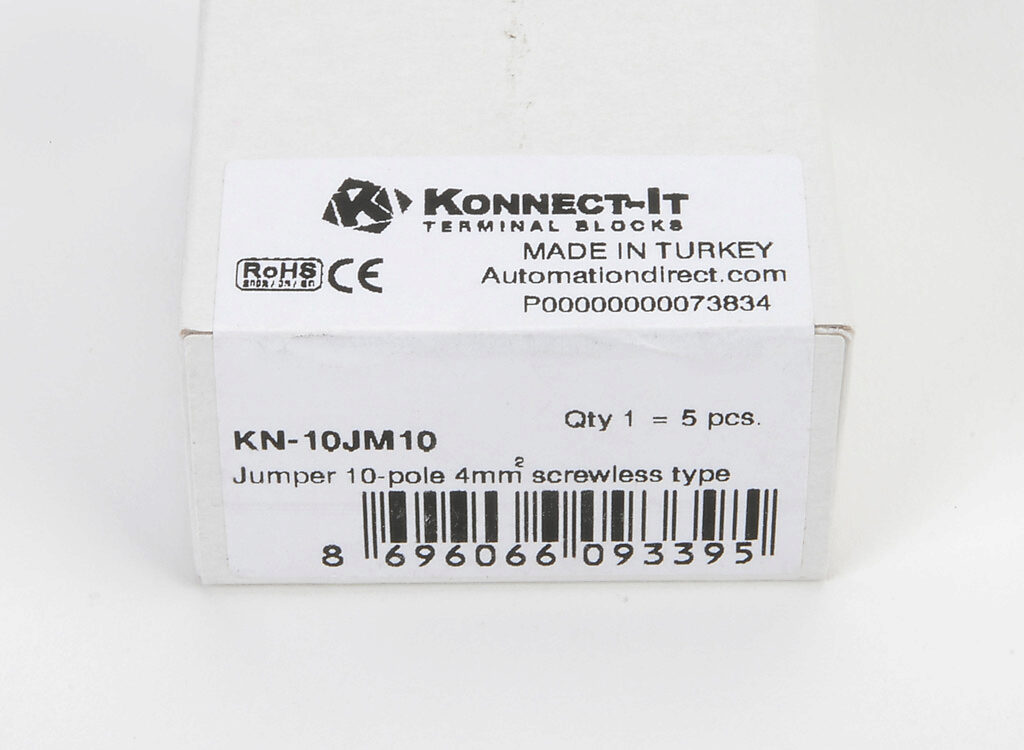 KONNECT-IT
TERMINAL BLOCKS
MADE IN TURKEY
RoHS CE
Automationdirect.com
P00000000073834
Qty 1 = 5 pcs.
KN-10JM10
Jumper 10-pole 4mm² screwless type
8 696066 093395